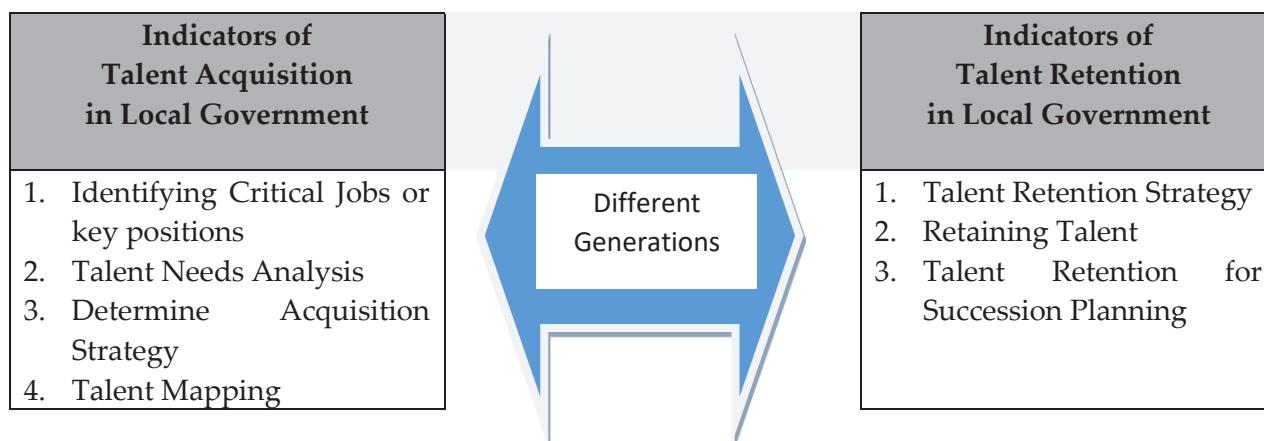 Indicators of
Talent Acquisition
in Local Government
1. Identifying Critical Jobs or
key positions
2. Talent Needs Analysis
3. Determine Acquisition
Strategy
4. Talent Mapping
Different
Generations
Indicators of
Talent Retention
in Local Government
1. Talent Retention Strategy
2. Retaining Talent
3. Talent Retention for
Succession Planning